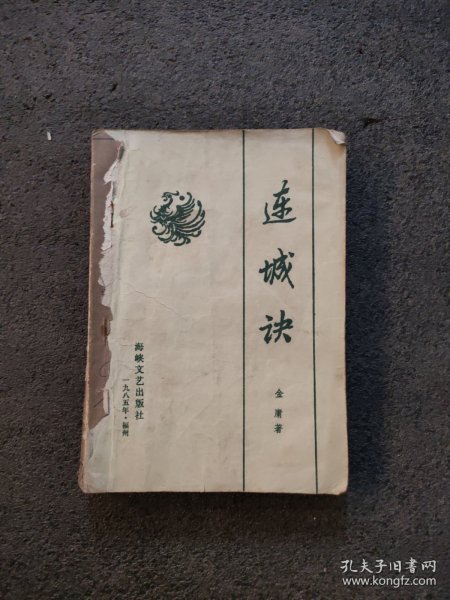 连城诀
金庸著
海峡文艺出版社
一九八五年·福州
孔夫子旧书网
www.kongfz.com